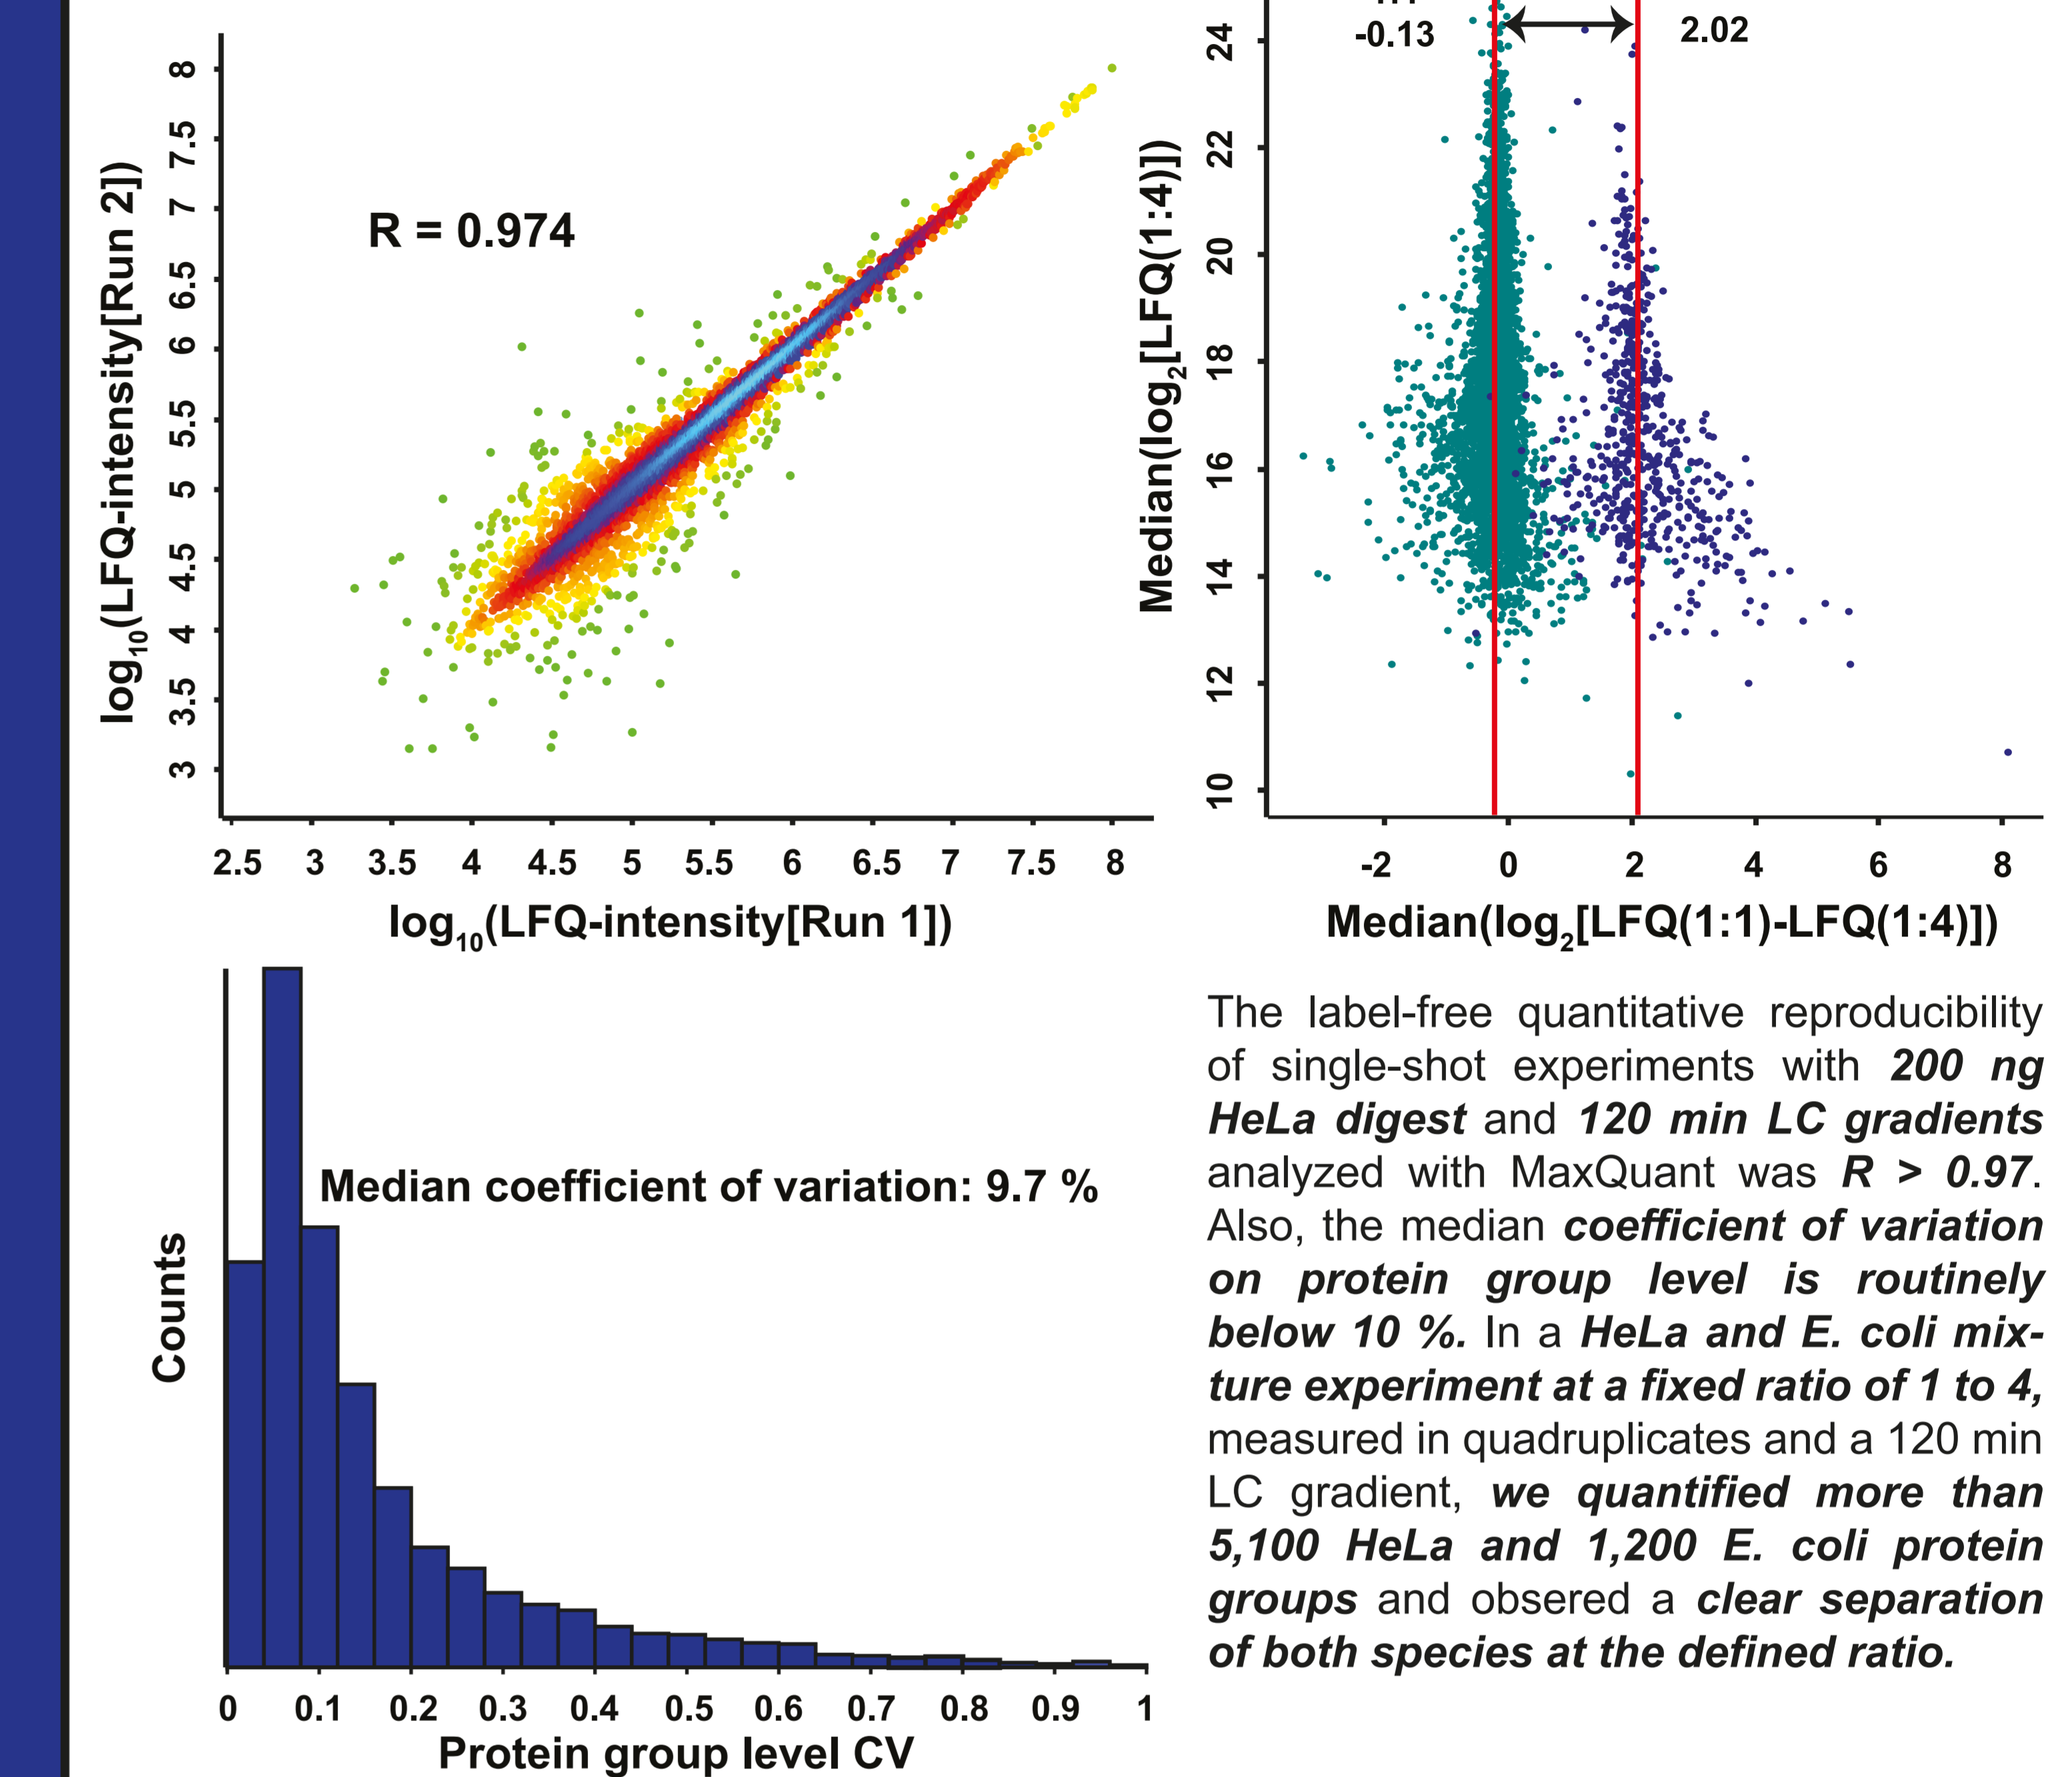 8
7.5
7
6.5
6
5.5
5
4.5
4
3.5
3
log10(LFQ-intensity[Run 2])
R = 0.974
2.5 3 3.5 4 4.5 5 5.5 6 6.5 7 7.5 8
log10(LFQ-intensity[Run 1])
-0.13
2.02
24
22
20
18
16
14
12
10
Median(log2[LFQ(1:4)])
-2 0 2 4 6 8
Median(log2[LFQ(1:1)-LFQ(1:4)])
Counts
Median coefficient of variation: 9.7 %
0 0.1 0.2 0.3 0.4 0.5 0.6 0.7 0.8 0.9 1
Protein group level CV
The label-free quantitative reproducibility
of single-shot experiments with 200 ng
HeLa digest and 120 min LC gradients
analyzed with MaxQuant was R > 0.97.
Also, the median coefficient of variation
on protein group level is routinely
below 10 %. In a HeLa and E. coli mix-
ture experiment at a fixed ratio of 1 to 4,
measured in quadruplicates and a 120 min
LC gradient, we quantified more than
5,100 HeLa and 1,200 E. coli protein
groups and obsered a clear separation
of both species at the defined ratio.